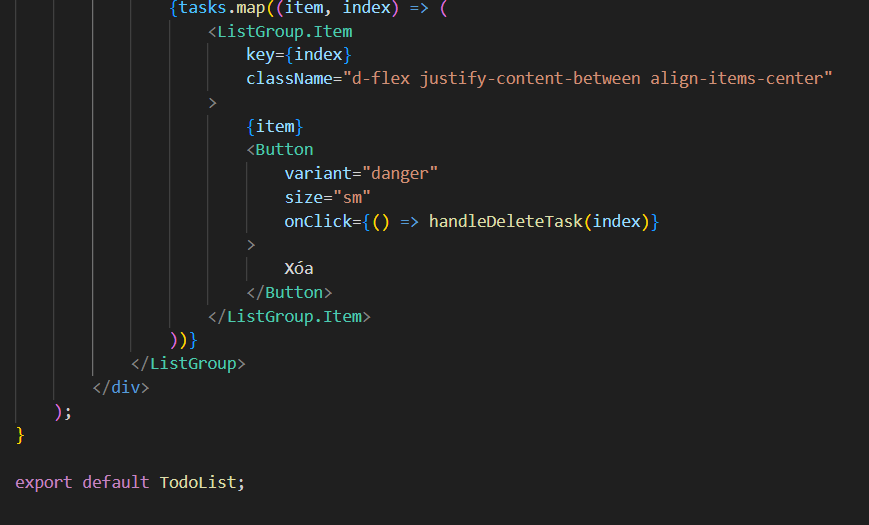 {tasks.map((item, index) => (
<ListGroup.Item
key={index}
className="d-flex justify-content-between align-items-center"
>
{item}
<Button
variant="danger"
size="sm"
onClick={() => handleDeleteTask(index)}
>
Xóa
</Button>
</ListGroup.Item>
))}
</ListGroup>
</div>
);
}
export default TodoList;